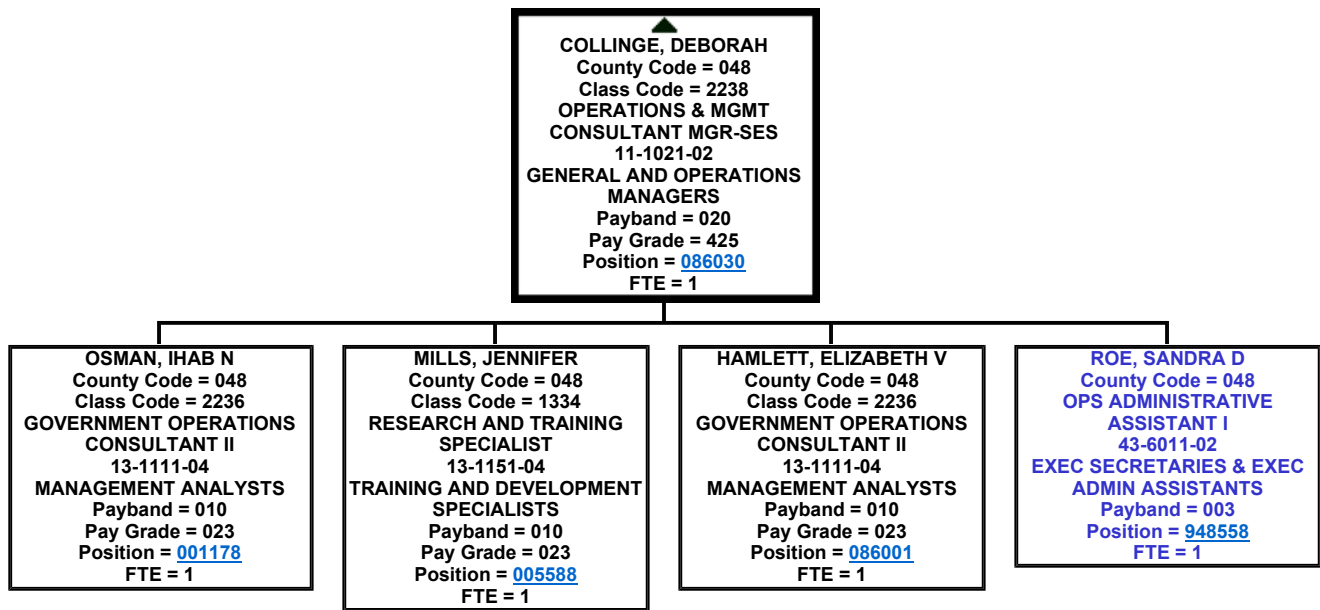 COLLINGE, DEBORAH
County Code = 048
Class Code = 2238
OPERATIONS & MGMT
CONSULTANT MGR-SES
11-1021-02
GENERAL AND OPERATIONS
MANAGERS
Payband = 020
Pay Grade = 425
Position = 086030
FTE = 1
OSMAN, IHAB N
County Code = 048
Class Code = 2236
GOVERNMENT OPERATIONS
CONSULTANT II
13-1111-04
MANAGEMENT ANALYSTS
Payband = 010
Pay Grade = 023
Position = 001178
FTE = 1
MILLS, JENNIFER
County Code = 048
Class Code = 1334
RESEARCH AND TRAINING
SPECIALIST
13-1151-04
TRAINING AND DEVELOPMENT
SPECIALISTS
Payband = 010
Pay Grade = 023
Position = 005588
FTE = 1
HAMLETT, ELIZABETH V
County Code = 048
Class Code = 2236
GOVERNMENT OPERATIONS
CONSULTANT II
13-1111-04
MANAGEMENT ANALYSTS
Payband = 010
Pay Grade = 023
Position = 086001
FTE = 1
ROE, SANDRA D
County Code = 048
OPS ADMINISTRATIVE
ASSISTANT I
43-6011-02
EXEC SECRETARIES & EXEC
ADMIN ASSISTANTS
Payband = 003
Position = 948558
FTE = 1